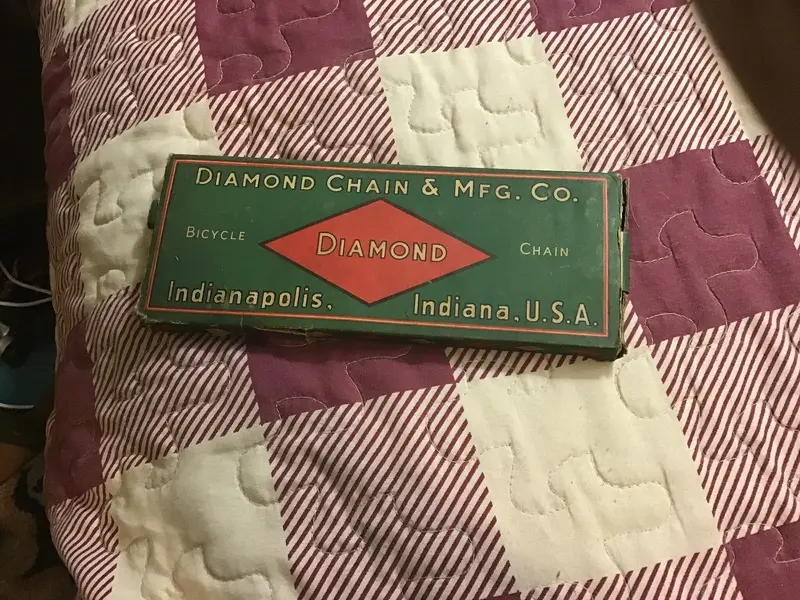 DIAMOND CHAIN & MFG. CO.
BICYCLE DIAMOND CHAIN
Indianapolis, Indiana, U.S.A.